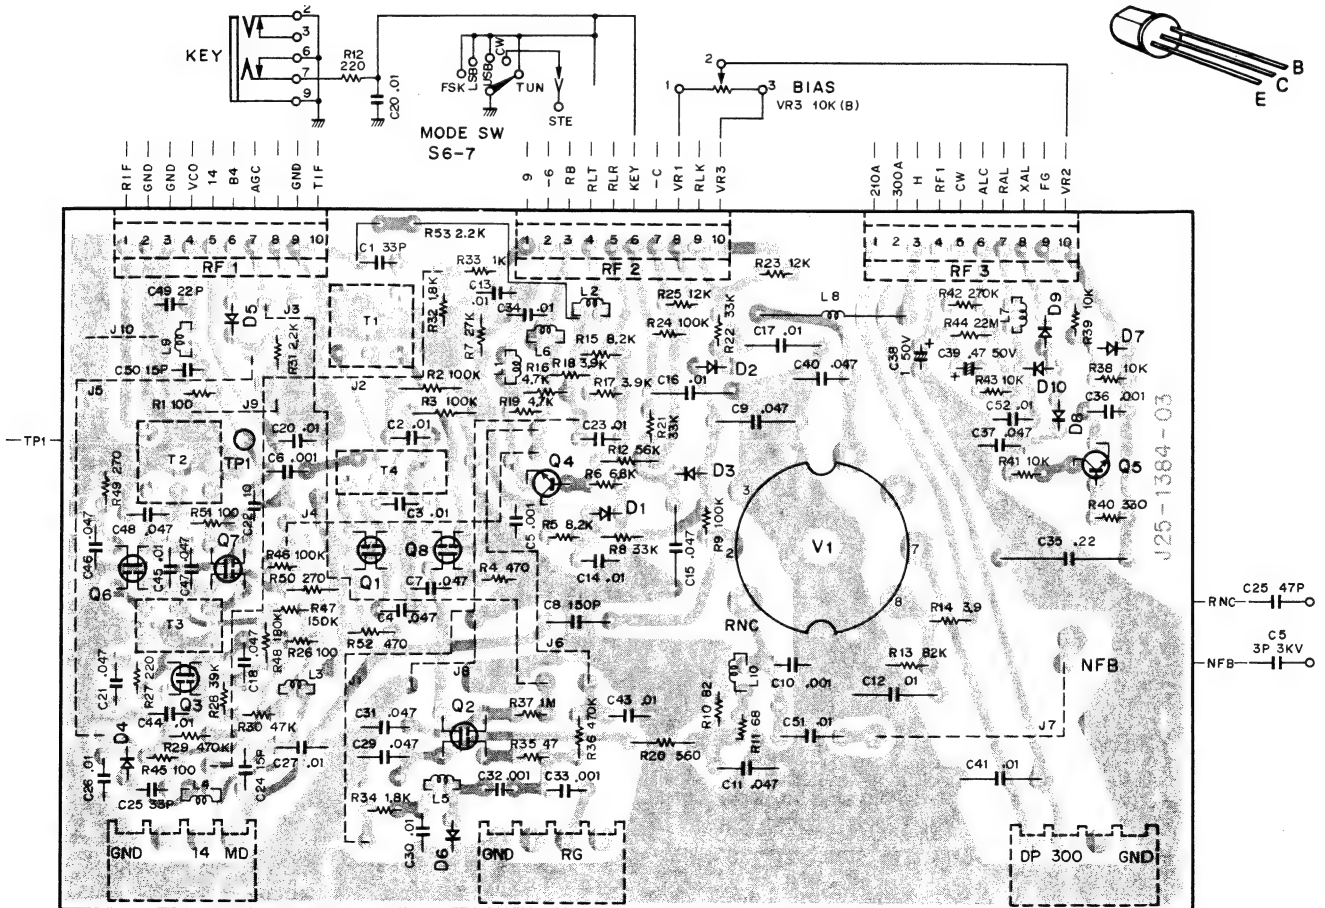 KEY
2
3
6
7
9
R12
220
C20 .01
FSK
LSB
USB
CW
TUN
STE
MODE SW
S6-7
1
2
3
BIAS
VR3 10K (B)
B
C
E
RIF
GND
GND
VCO
14
B4
AGC
GND
TIF
9
-6
RB
RLT
RLR
KEY
-C
VR1
RLK
VR3
210A
300A
H
RF1
CW
ALC
RAL
XAL
FG
VR2
1 2 3 4 5 6 7 8 9 10
RF 1
1 2 3 4 5 6 7 8 9 10
RF 2
1 2 3 4 5 6 7 8 9 10
RF 3
C1 33P
R53 2.2K
R33 1K
C13 .01
R23 12K
C49 22P
D5
J3
T1
R32 1.8K
R7 27K
C34 .01
L2
R25 12K
R22 33K
L8
R42 270K
L7
D9
R39 10K
J10
L9
R31 2.2K
L6
R15 8.2K
R24 100K
C17 .01
C38 50V
R44 22M
D7
C50 15P
J5
J2
R2 100K
R16 4.7K
R18 3.9K
D2
C40 .047
C39 .47 50V
D10
R38 10K
R1 100
J9
R3 100K
R19 4.7K
R17 3.9K
C16 .01
C9 .047
R43 10K
C52 .01
D8
C36 .001
TP1
T2
TP1
C20 .01
C2 .01
C23 .01
R21 33K
C37 .047
R49 270
C6 .001
T4
Q4
R12 56K
R6 68K
D3
R41 10K
Q5
J25-1384-03
C48 .047
R51 100
C22 10
J4
C3 .01
C5 .001
R5 8.2K
D1
R9 100K
3
V1
2
7
8
R40 330
C46 .047
C45 .01
C47 .047
Q7
Q6
R46 100K
R50 270
Q1
Q8
C7 .047
R4 470
R8 33K
C14 .01
C15 .047
C35 .22
T3
R47 150K
C4 .047
C8 150P
RNC
R14 3.9
RNC
C25 47P
R48 180K
R26 100
R52 470
J6
C5
3P 3KV
NFB
C21 .047
R27 220
Q3
R28 39K
C18 .047
L3
J1
J8
L10
C10 .001
R13 82K
C12 .01
NFB
C44 .01
R30 47K
C31 .047
Q2
R37 1M
C43 .01
R10 82
R11 68
C51 .01
J7
D4
R29 470K
C27 .01
C29 .047
R35 47
R36 470K
R20 560
C26 .01
R45 100
C24 15P
C25 33P
L4
R34 1.8K
L5
C32 .001
C33 .001
C11 .047
C41 .01
C30 .01
D6
GND 14 MD
GND RG
DP 300 GND